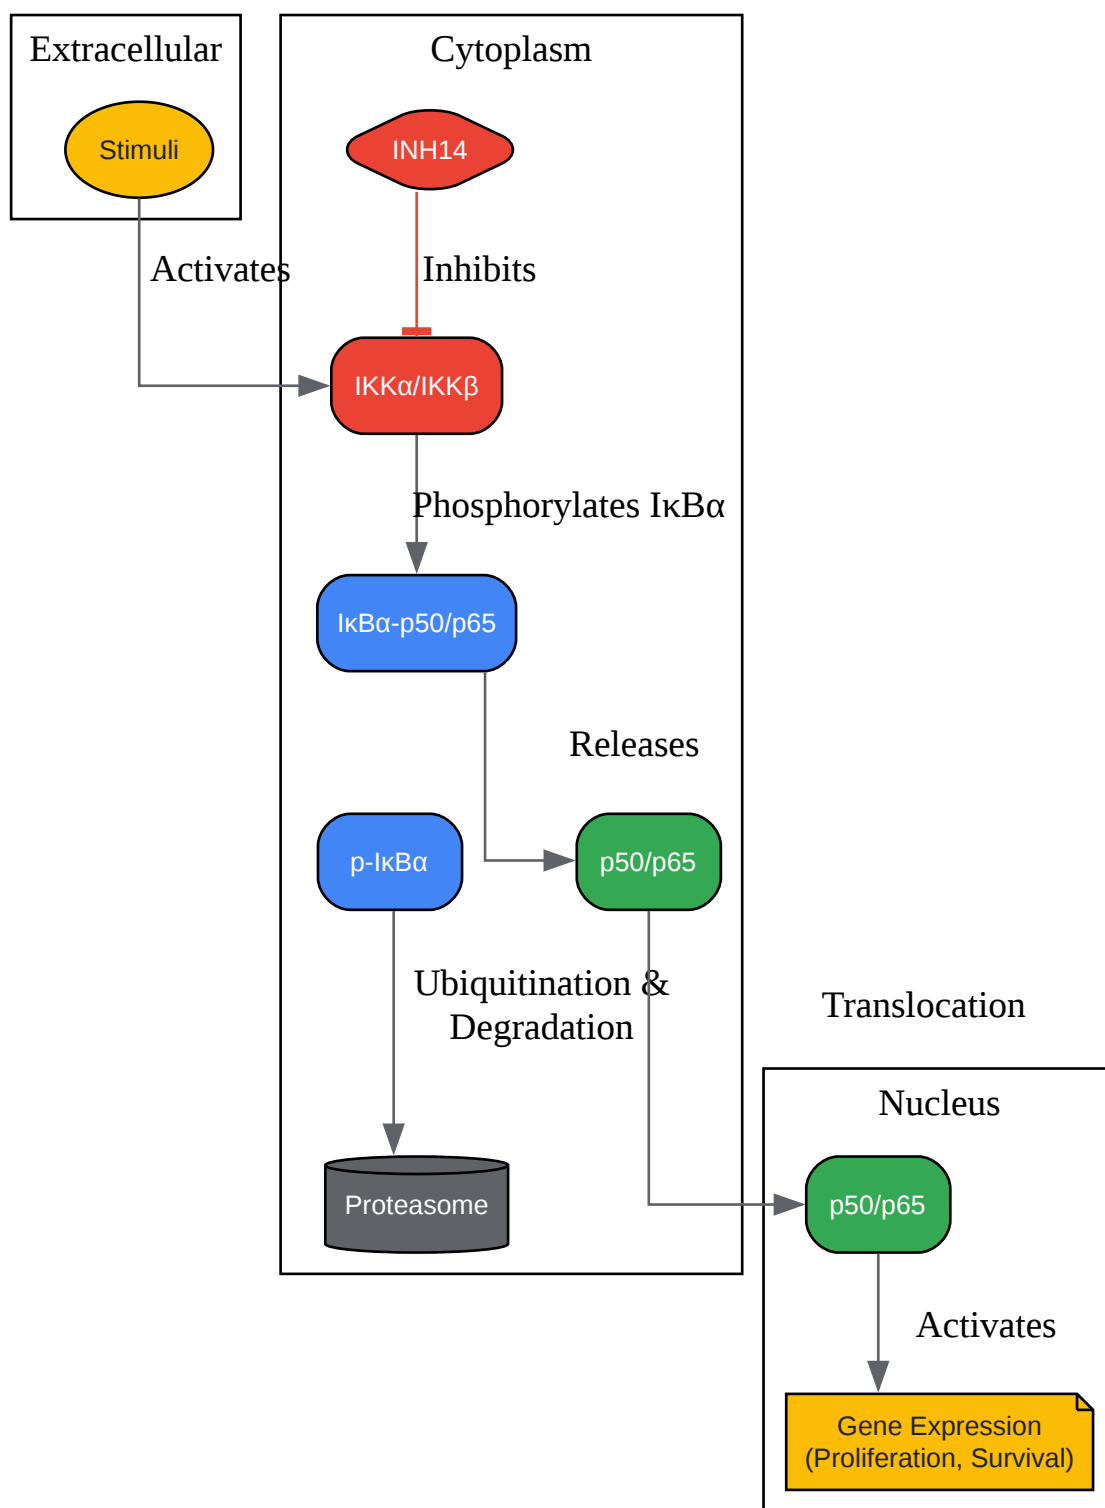 Extracellular
Cytoplasm
Stimuli
INH14
Activates
Inhibits
IKKα/IKKβ
Phosphorylates IκBα
IκBα-p50/p65
Releases
p-IκBα
p50/p65
Ubiquitination &
Degradation
Translocation
Nucleus
Proteasome
p50/p65
Activates
Gene Expression
(Proliferation, Survival)